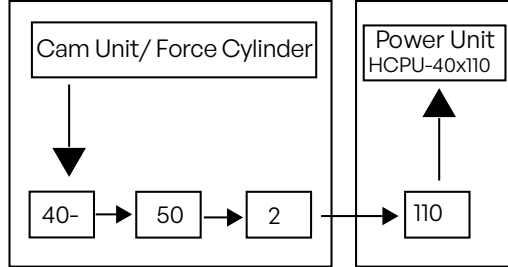 Cam Unit/ Force Cylinder
Power Unit
HCPU-40x110
40-
50
2
110